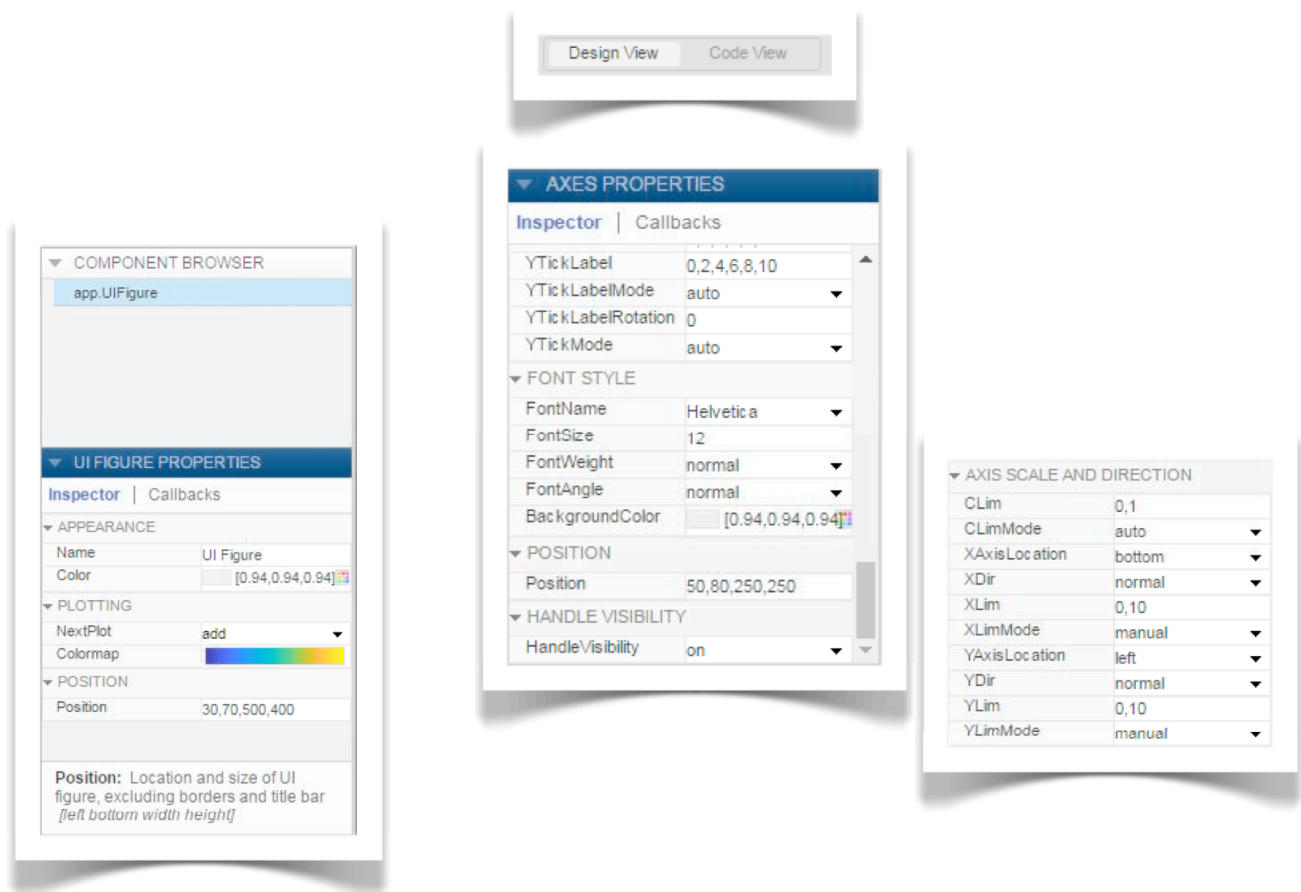 Design View Code View
COMPONENT BROWSER
app.UIFigure
UI FIGURE PROPERTIES
Inspector | Callbacks
APPEARANCE
Name UI Figure
Color [0.94,0.94,0.94]
PLOTTING
NextPlot add
Colormap
POSITION
Position 30,70,500,400
Position: Location and size of UI
figure, excluding borders and title bar
[left bottom width height]
AXES PROPERTIES
Inspector | Callbacks
YTickLabel 0,2,4,6,8,10
YTickLabelMode auto
YTickLabelRotation 0
YTickMode auto
FONT STYLE
FontName Helvetica
FontSize 12
FontWeight normal
FontAngle normal
BackgroundColor [0.94,0.94,0.94]
POSITION
Position 50,80,250,250
HANDLE VISIBILITY
HandleVisibility on
AXIS SCALE AND DIRECTION
CLim 0,1
CLimMode auto
XAxisLocation bottom
XDir normal
XLim 0,10
XLimMode manual
YAxisLocation left
YDir normal
YLim 0,10
YLimMode manual